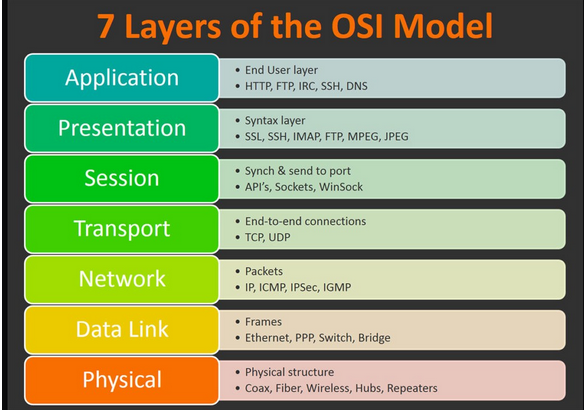 7 Layers of the OSI Model
Application
• End User layer
• HTTP, FTP, IRC, SSH, DNS
Presentation
• Syntax layer
• SSL, SSH, IMAP, FTP, MPEG, JPEG
Session
• Synch & send to port
• API's, Sockets, WinSock
Transport
• End-to-end connections
• TCP, UDP
Network
• Packets
• IP, ICMP, IPSec, IGMP
Data Link
• Frames
• Ethernet, PPP, Switch, Bridge
Physical
• Physical structure
• Coax, Fiber, Wireless, Hubs, Repeaters